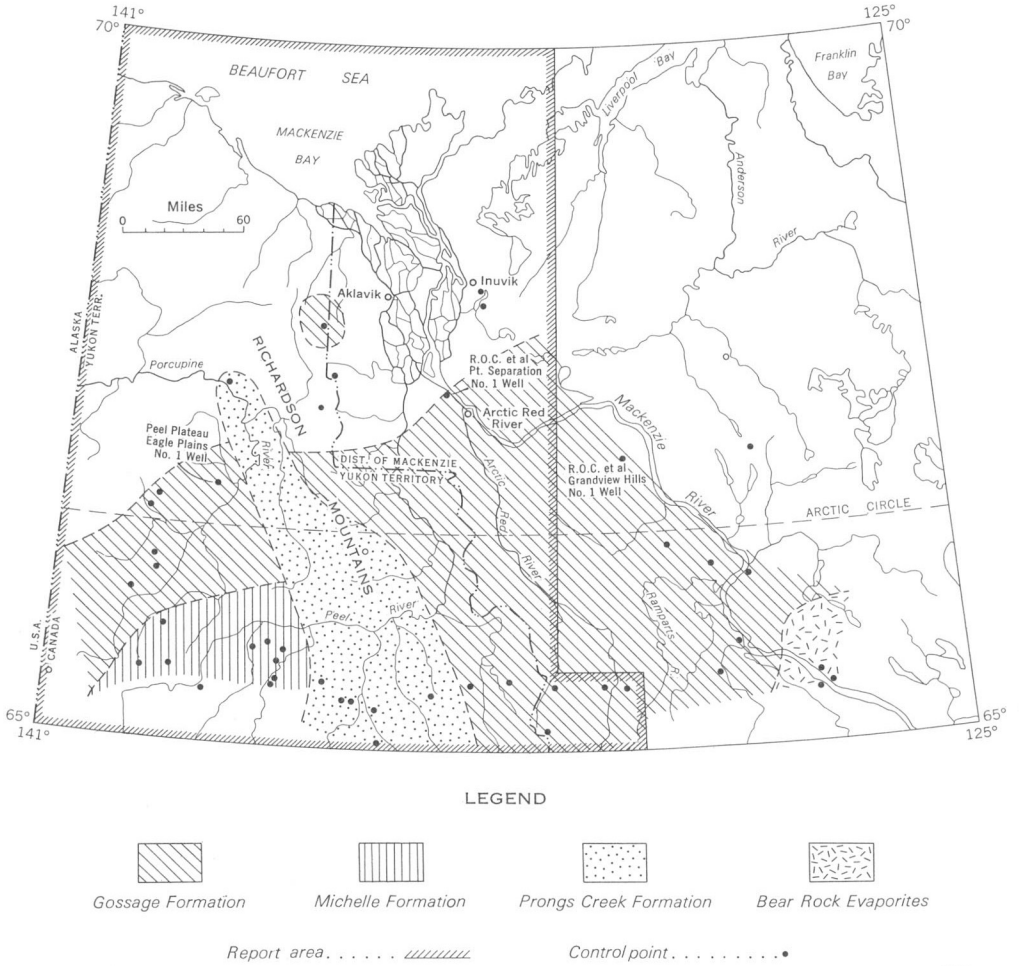 141°
70°
125°
70°
BEAUFORT SEA
Franklin
Bay
Liverpool Bay
MACKENZIE
BAY
Anderson
River
Miles
0 60
Inuvik
Aklavik
ALASKA
YUKON TERR.
RICHARDSON
MOUNTAINS
Porcupine
River
R.O.C. et al
Pt. Separation
No. 1 Well
Arctic Red
River
Mackenzie
River
Peel Plateau
Eagle Plains
No. 1 Well
DIST. OF MACKENZIE
YUKON TERRITORY
R.O.C. et al
Grandview Hills
No. 1 Well
Arctic Red River
ARCTIC CIRCLE
Peel River
Ramparts R.
U.S.A.
CANADA
65°
141°
65°
125°
LEGEND
Gossage Formation
Michelle Formation
Prongs Creek Formation
Bear Rock Evaporites
Report area......
Control point..........